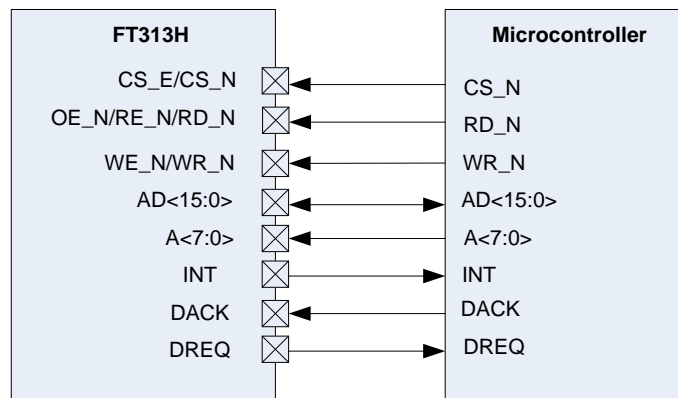 FT313H
Microcontroller
CS_E/CS_N
CS_N
OE_N/RE_N/RD_N
RD_N
WE_N/WR_N
WR_N
AD<15:0>
AD<15:0>
A<7:0>
A<7:0>
INT
INT
DACK
DACK
DREQ
DREQ